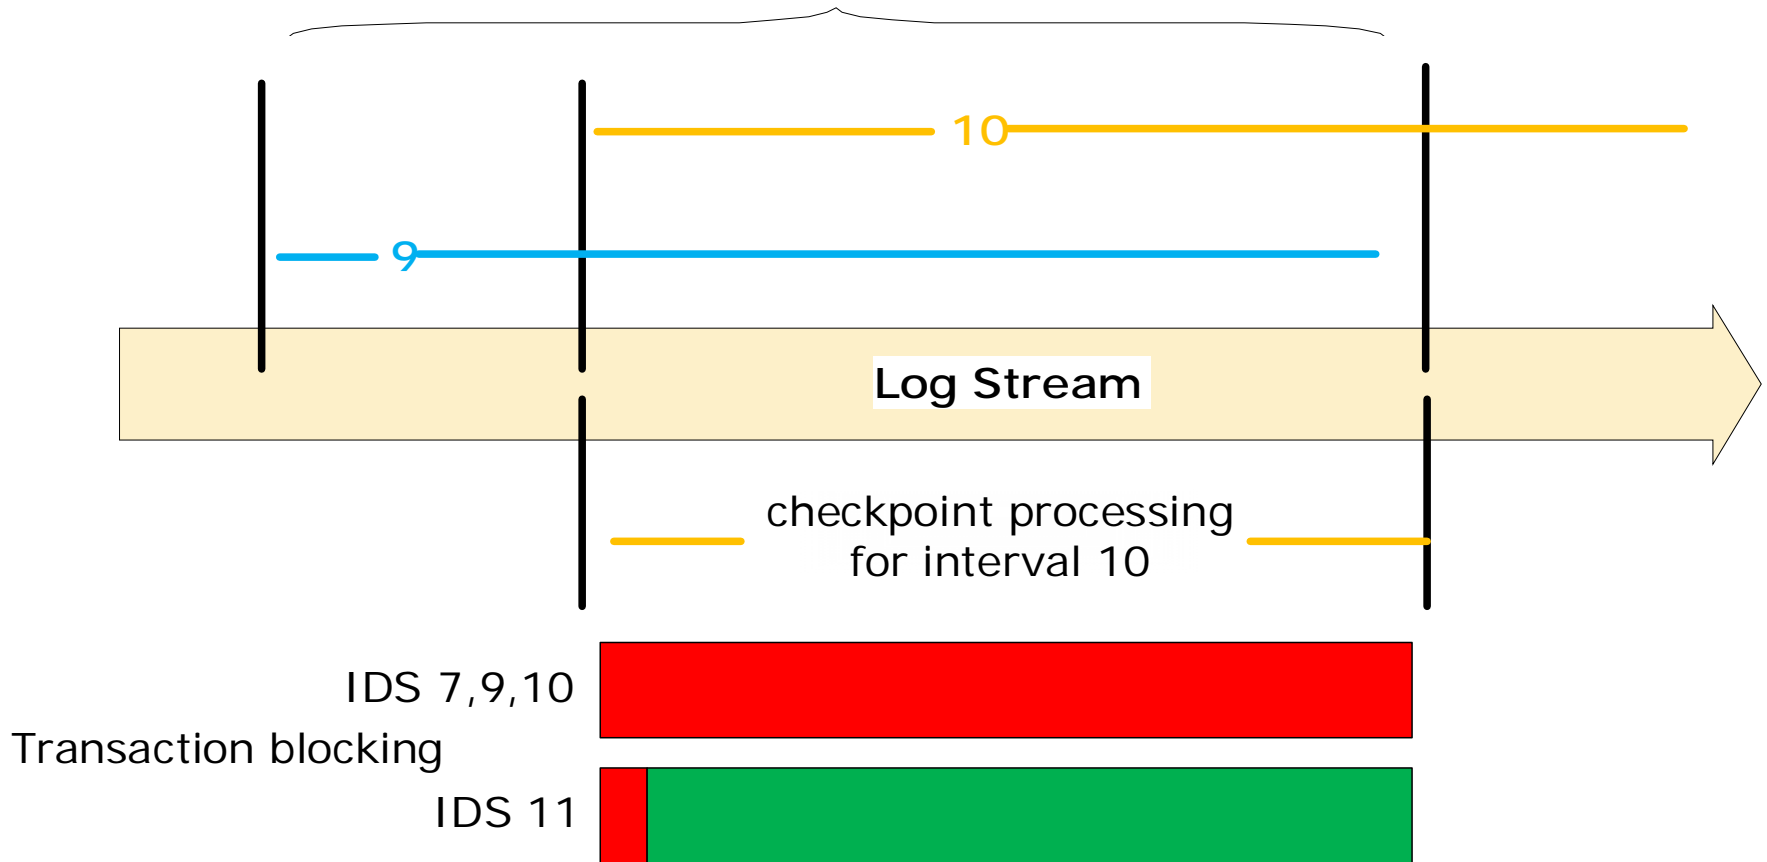 10
9
Log Stream
checkpoint processing
for interval 10
IDS 7,9,10
Transaction blocking
IDS 11